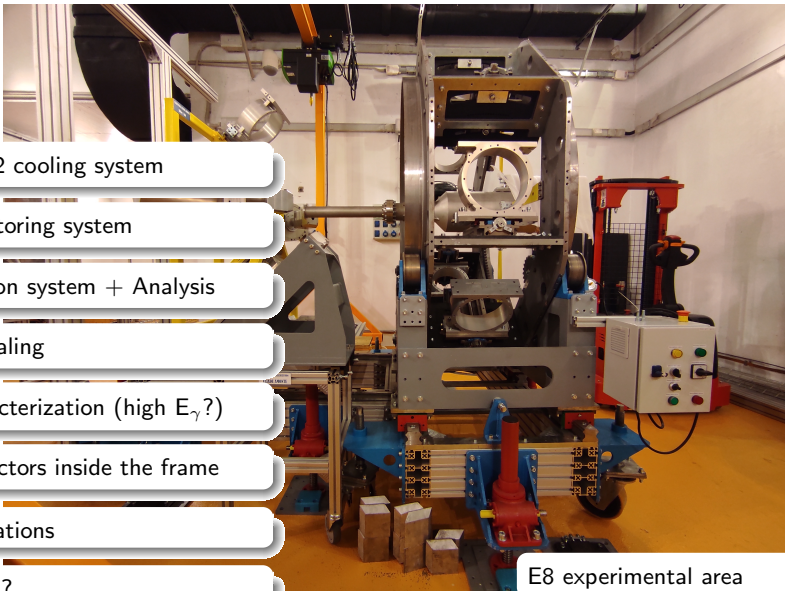 2 cooling system
toring system
on system + Analysis
aling
cterization (high Eγ?)
ctors inside the frame
ations
?
E8 experimental area